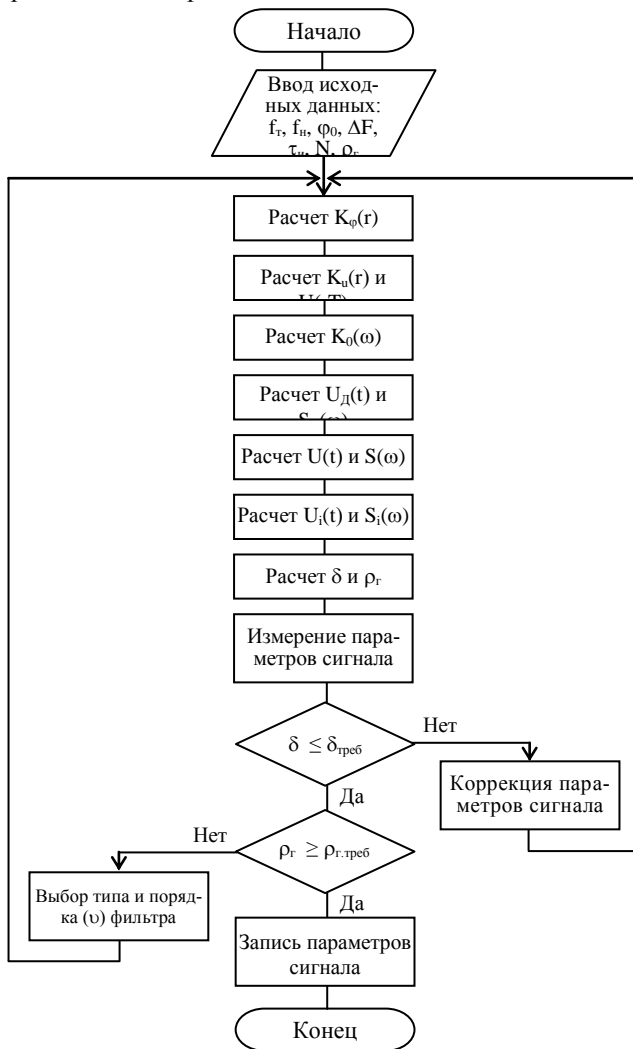 Начало
Ввод исход-
ных данных:
fт, fн, φ0, ΔF,
τи, N, ρг
Расчет Kφ(r)
Расчет Ku(r) и
Расчет K0(ω)
Расчет UД(t) и
Расчет U(t) и S(ω)
Расчет Ui(t) и Si(ω)
Расчет δ и ρг
Измерение пара-
метров сигнала
δ ≤ δтреб
Нет
Коррекция пара-
метров сигнала
Да
Нет
ρг ≥ ρг.треб
Выбор типа и поряд-
ка (υ) фильтра
Да
Запись параметров
сигнала
Конец